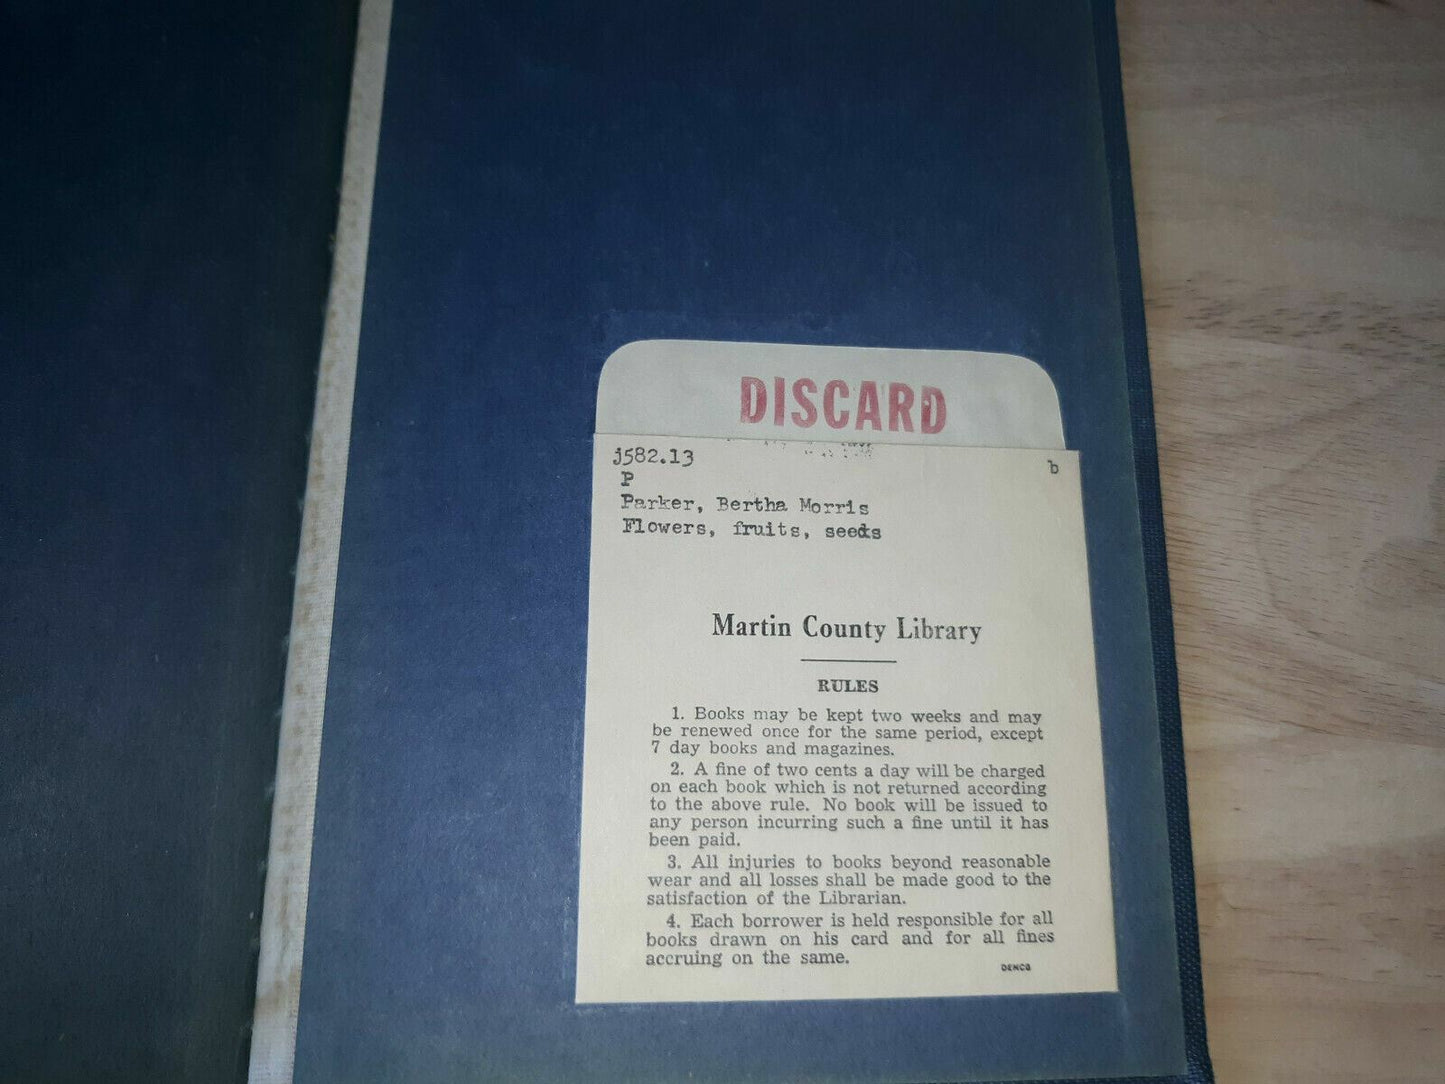 DISCARD
j582.13 b
P
Parker, Bertha Morris
Flowers, fruits, seeds
Martin County Library
RULES
1. Books may be kept two weeks and may
be renewed once for the same period, except
7 day books and magazines.
2. A fine of two cents a day will be charged
on each book which is not returned according
to the above rule. No book will be issued to
any person incurring such a fine until it has
been paid.
3. All injuries to books beyond reasonable
wear and all losses shall be made good to the
satisfaction of the Librarian.
4. Each borrower is held responsible for all
books drawn on his card and for all fines
accruing on the same.
DEMCO